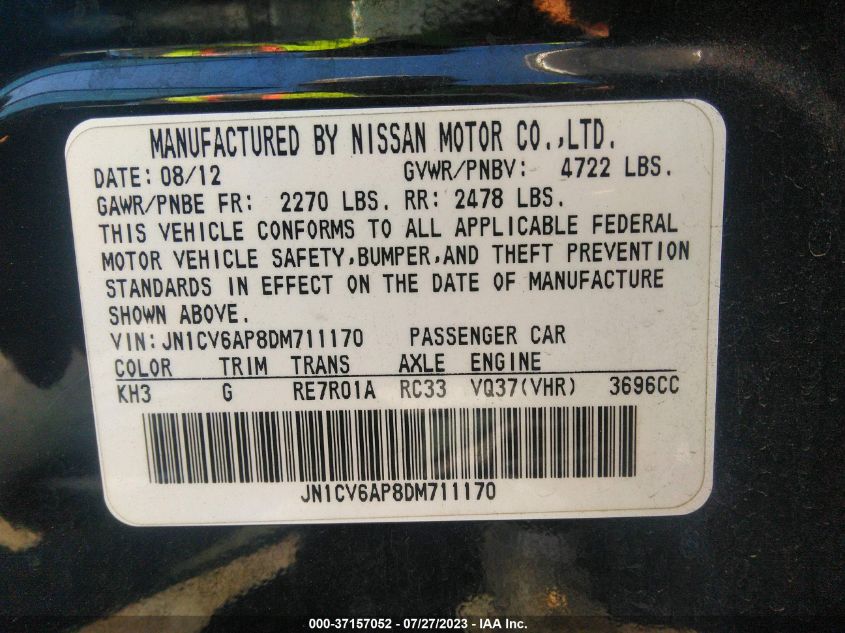 MANUFACTURED BY NISSAN MOTOR CO.,LTD.
DATE: 08/12 GVWR/PNBV: 4722 LBS.
GAWR/PNBE FR: 2270 LBS. RR: 2478 LBS.
THIS VEHICLE CONFORMS TO ALL APPLICABLE FEDERAL
MOTOR VEHICLE SAFETY,BUMPER,AND THEFT PREVENTION
STANDARDS IN EFFECT ON THE DATE OF MANUFACTURE
SHOWN ABOVE.
VIN: JN1CV6AP8DM711170 PASSENGER CAR
COLOR TRIM TRANS AXLE ENGINE
KH3 G RE7R01A RC33 VQ37(VHR) 3696CC
JN1CV6AP8DM711170
000-37157052 - 07/27/2023 - IAA Inc.